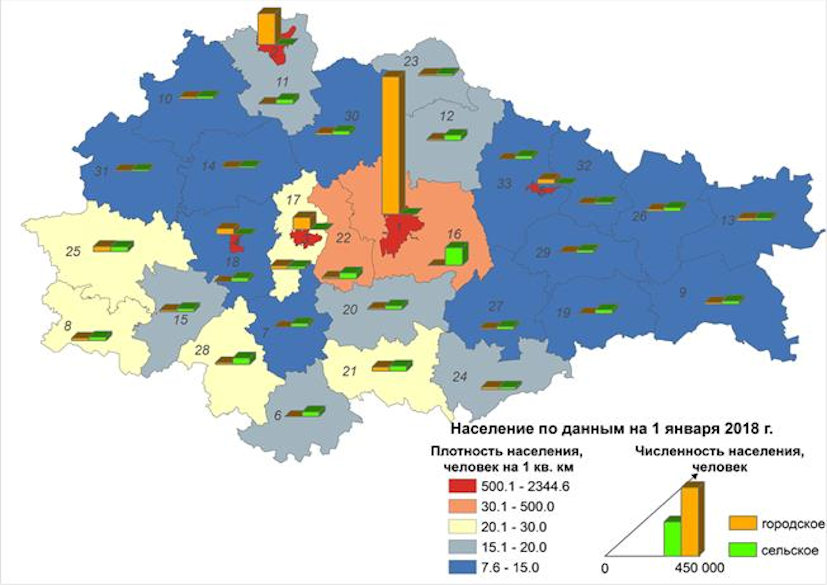 23
11
10
12
30
31
14
33
32
17
26
13
22
16
25
18
29
9
20
15
27
19
8
7
28
21
24
6
Население по данным на 1 января 2018 г.
Плотность населения,
человек на 1 кв. км
500.1 - 2344.6
30.1 - 500.0
20.1 - 30.0
15.1 - 20.0
7.6 - 15.0
Численность населения,
человек
городское
сельское
0
450 000